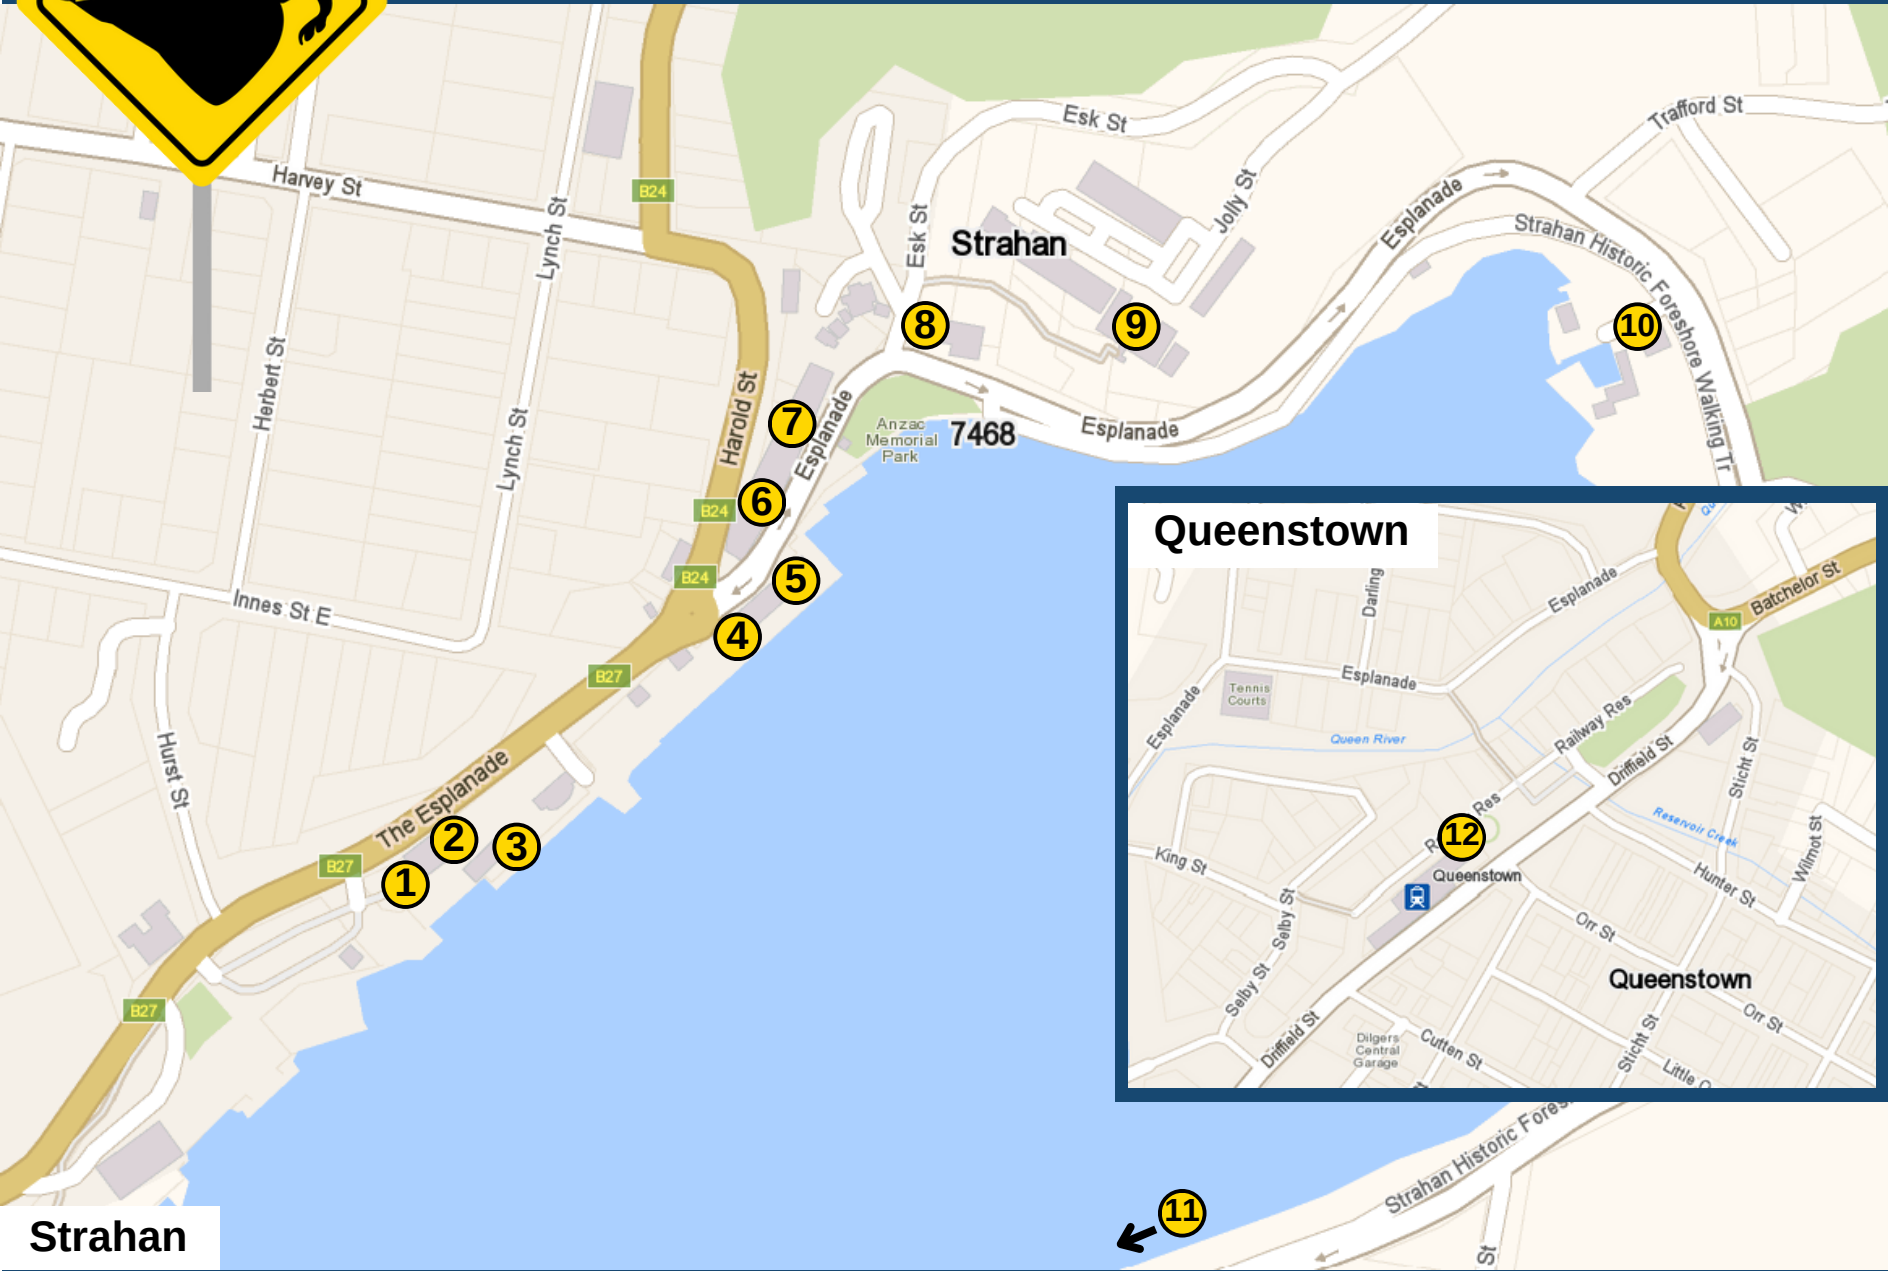 Harvey St
Lynch St
B24
Esk St
Esk St
Jolly St
Trafford St
Strahan
Esplanade
Strahan Historic Foreshore Walking Tr
Herbert St
Lynch St
Harold St
Esplanade
8
9
10
7
Anzac
Memorial
Park
7468
Esplanade
6
B24
B24
5
4
Innes St E
B27
Hurst St
The Esplanade
2
3
1
B27
B27
Strahan
11
Strahan Historic Fores
St
Queenstown
Darling
Esplanade
Batchelor St
A10
Esplanade
Tennis
Courts
Esplanade
Queen River
Railway Res
Driffield St
Sticht St
Res
12
Reservoir Creek
Wilmot St
King St
Queenstown
Hunter St
Selby St
Selby St
Orr St
Queenstown
Orr St
Driffield St
Dilgers
Central
Garage
Cutten St
Sticht St
Little